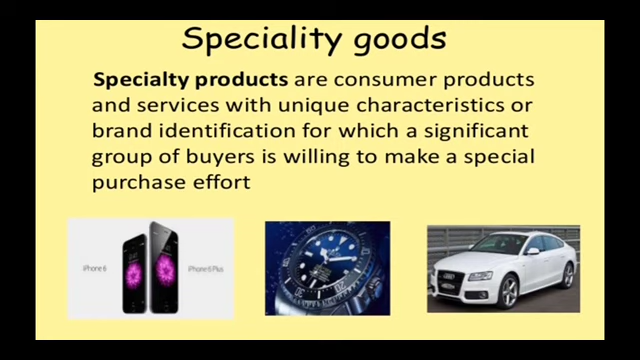 Speciality goods
Specialty products are consumer products
and services with unique characteristics or
brand identification for which a significant
group of buyers is willing to make a special
purchase effort
iPhone 6
iPhone 6 Plus